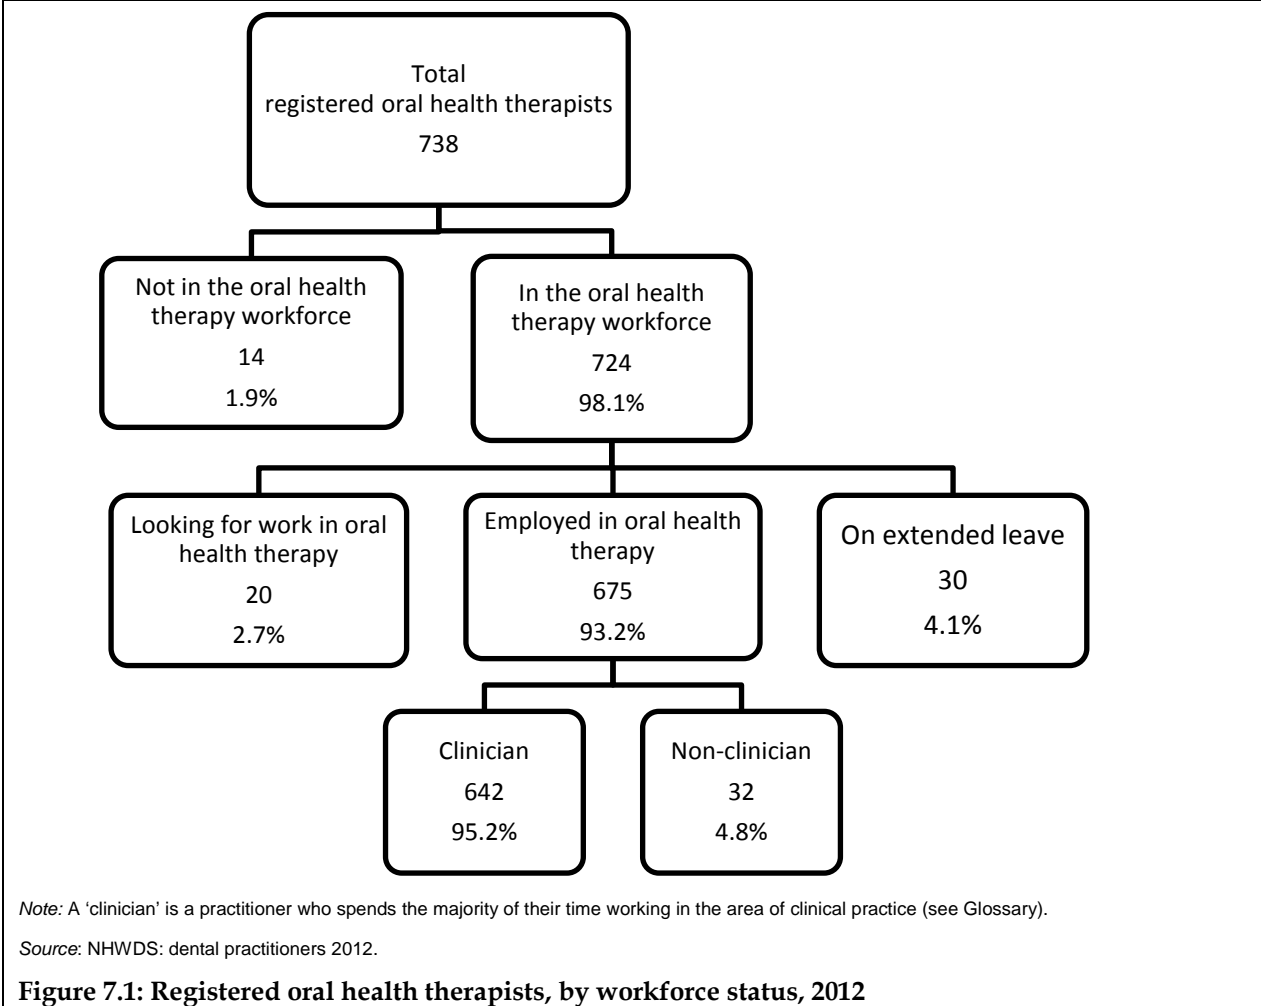 Total
registered oral health therapists
738
Not in the oral health
therapy workforce
14
1.9%
In the oral health
therapy workforce
724
98.1%
Looking for work in oral
health therapy
20
2.7%
Employed in oral health
therapy
675
93.2%
On extended leave
30
4.1%
Clinician
642
95.2%
Non-clinician
32
4.8%
Note: A ‘clinician’ is a practitioner who spends the majority of their time working in the area of clinical practice (see Glossary).
Source: NHWDS: dental practitioners 2012.
Figure 7.1: Registered oral health therapists, by workforce status, 2012